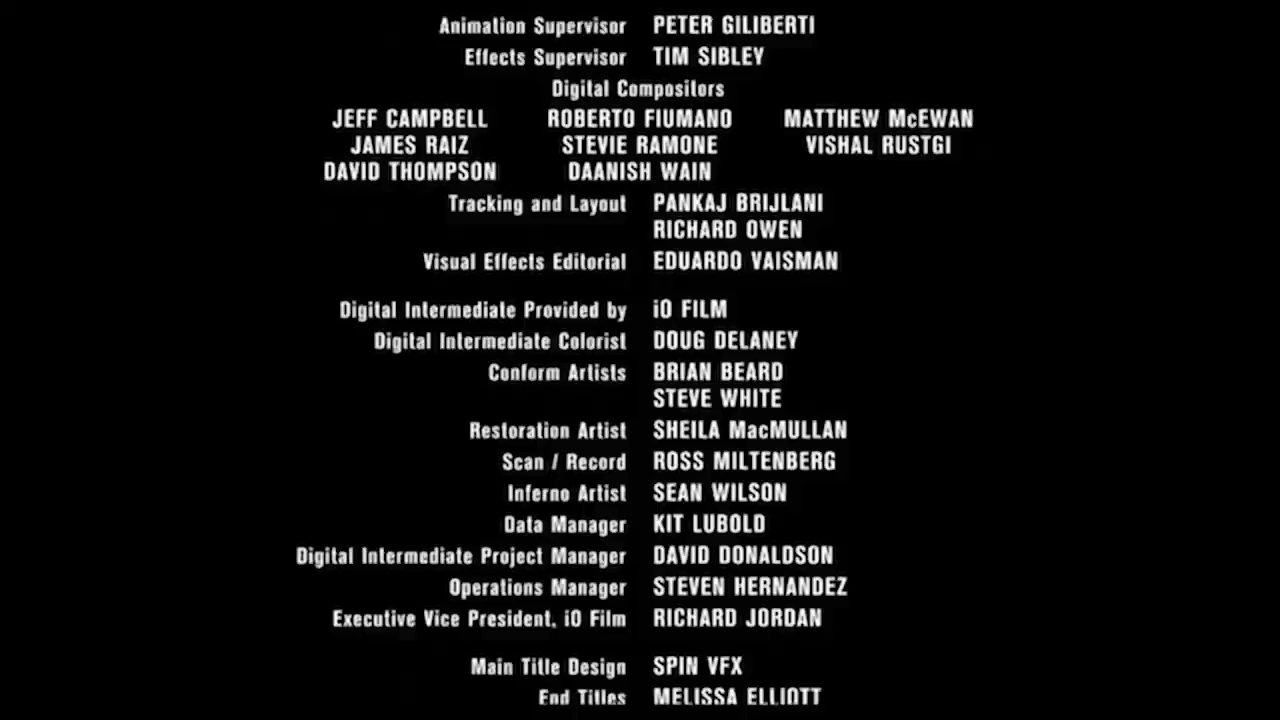 Animation Supervisor PETER GILIBERTI
Effects Supervisor TIM SIBLEY
Digital Compositors
JEFF CAMPBELL ROBERTO FIUMANO MATTHEW McEWAN
JAMES RAIZ STEVIE RAMONE VISHAL RUSTGI
DAVID THOMPSON DAANISH WAIN
Tracking and Layout PANKAJ BRIJLANI
RICHARD OWEN
Visual Effects Editorial EDUARDO VAISMAN
Digital Intermediate Provided by iO FILM
Digital Intermediate Colorist DOUG DELANEY
Conform Artists BRIAN BEARD
STEVE WHITE
Restoration Artist SHEILA MacMULLAN
Scan / Record ROSS MILTENBERG
Inferno Artist SEAN WILSON
Data Manager KIT LUBOLD
Digital Intermediate Project Manager DAVID DONALDSON
Operations Manager STEVEN HERNANDEZ
Executive Vice President, iO Film RICHARD JORDAN
Main Title Design SPIN VFX
End Titles MELISSA ELLIOTT